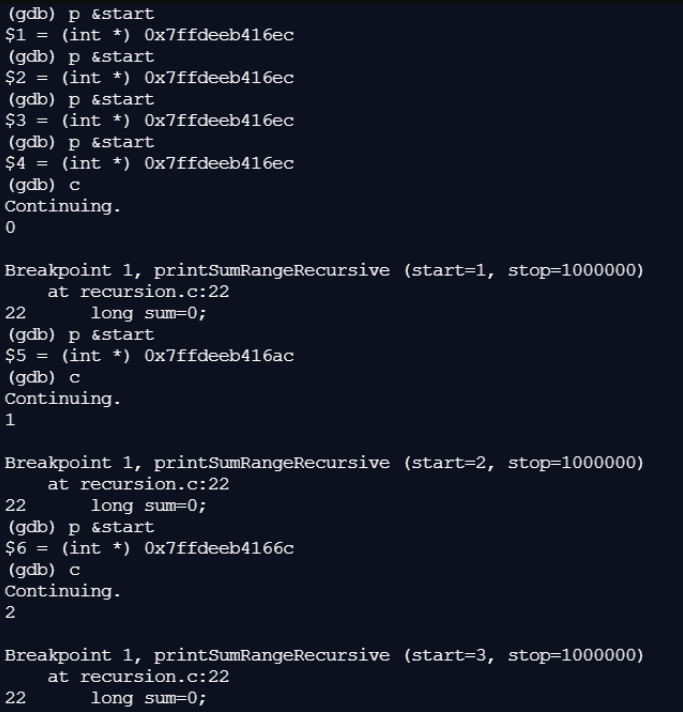 (gdb) p &start
$1 = (int *) 0x7ffdeeb416ec
(gdb) p &start
$2 = (int *) 0x7ffdeeb416ec
(gdb) p &start
$3 = (int *) 0x7ffdeeb416ec
(gdb) p &start
$4 = (int *) 0x7ffdeeb416ec
(gdb) c
Continuing.
0
Breakpoint 1, printSumRangeRecursive (start=1, stop=1000000)
    at recursion.c:22
22      long sum=0;
(gdb) p &start
$5 = (int *) 0x7ffdeeb416ac
(gdb) c
Continuing.
1
Breakpoint 1, printSumRangeRecursive (start=2, stop=1000000)
    at recursion.c:22
22      long sum=0;
(gdb) p &start
$6 = (int *) 0x7ffdeeb4166c
(gdb) c
Continuing.
2
Breakpoint 1, printSumRangeRecursive (start=3, stop=1000000)
    at recursion.c:22
22      long sum=0;